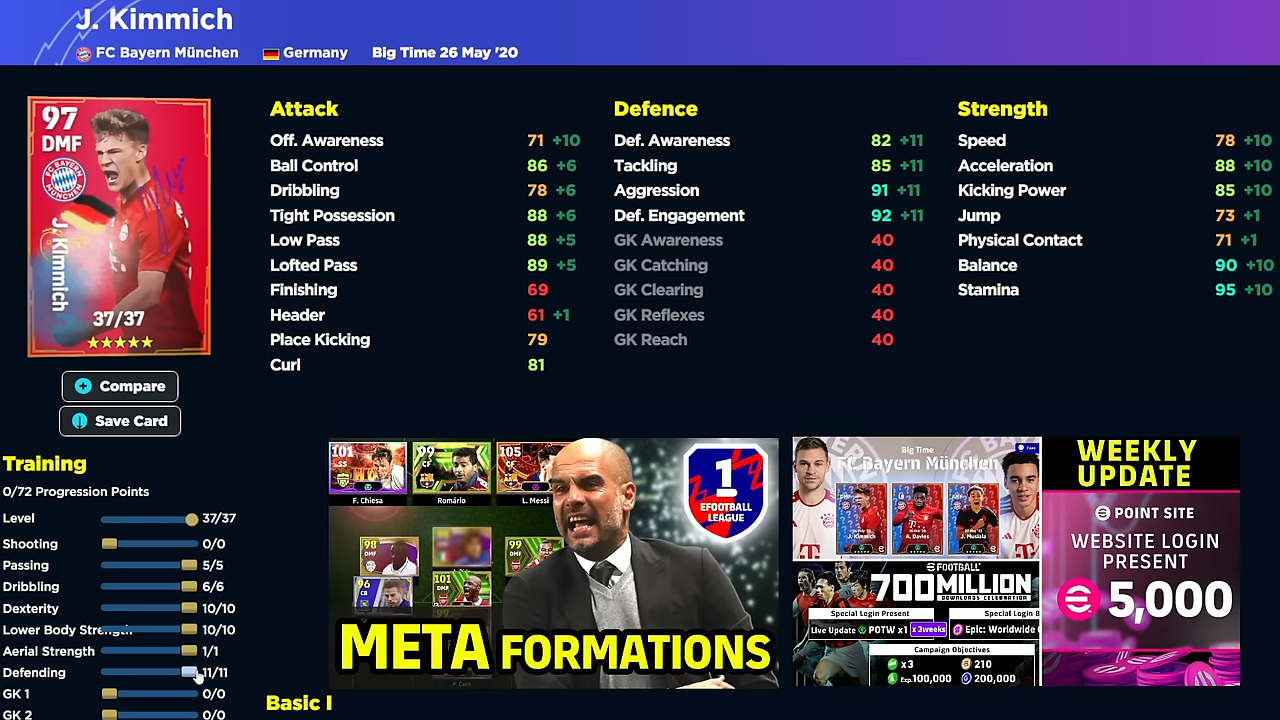 J. Kimmich
FC Bayern München Germany Big Time 26 May '20
97
DMF
J. Kimmich
37/37
★★★★★
Compare
Save Card
Attack
Off. Awareness 71 +10
Ball Control 86 +6
Dribbling 78 +6
Tight Possession 88 +6
Low Pass 88 +5
Lofted Pass 89 +5
Finishing 69
Header 61 +1
Place Kicking 79
Curl 81
Defence
Def. Awareness 82 +11
Tackling 85 +11
Aggression 91 +11
Def. Engagement 92 +11
GK Awareness 40
GK Catching 40
GK Clearing 40
GK Reflexes 40
GK Reach 40
Strength
Speed 78 +10
Acceleration 88 +10
Kicking Power 85 +10
Jump 73 +1
Physical Contact 71 +1
Balance 90 +10
Stamina 95 +10
Training
0/72 Progression Points
Level 37/37
Shooting 0/0
Passing 5/5
Dribbling 6/6
Dexterity 10/10
Lower Body Strength 10/10
Aerial Strength 1/1
Defending 11/11
GK 1 0/0
GK 2 0/0
101
SS
F. Chiesa
99
CF
Romário
105
CF
L. Messi
98
DMF
99
96
CB
101
DMF
1
EFOOTBALL
LEAGUE
META FORMATIONS
Basic I
Big Time
FC Bayern München
J. Kimmich
A. Davies
J. Musiala
EFOOTBALL
700MILLION
DOWNLOADS CELEBRATION
Special Login Present
Live Update POTW x1 x 3weeks
Special Login B
Epic: Worldwide
Campaign Objectives
x3 210
Exp.100,000 200,000
WEEKLY
UPDATE
POINT SITE
WEBSITE LOGIN
PRESENT
5,000